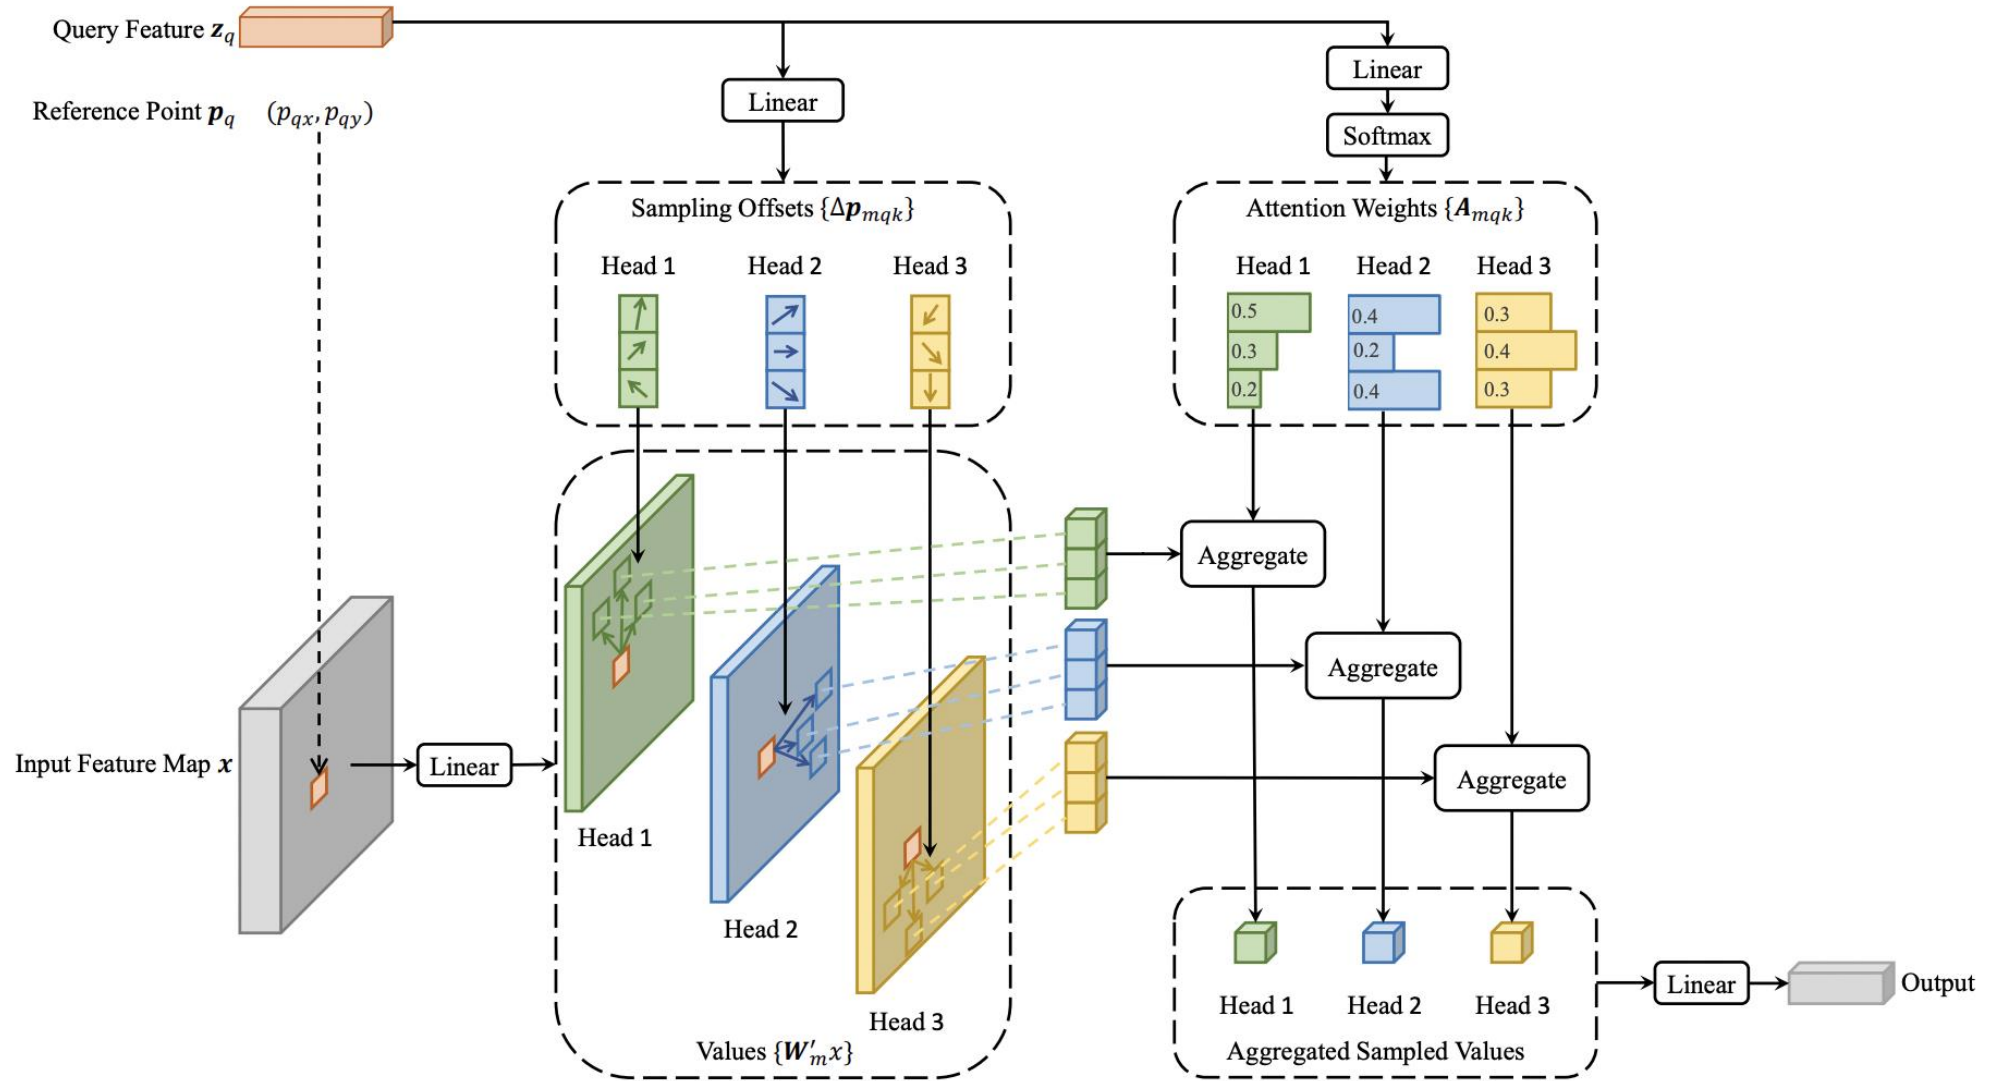 Query Feature z_q
Linear
Linear
Reference Point p_q (p_qx, p_qy)
Softmax
Sampling Offsets {Δp_mqk}
Attention Weights {A_mqk}
Head 1 Head 2 Head 3
Head 1 Head 2 Head 3
0.5 0.4 0.3
0.3 0.2 0.4
0.2 0.4 0.3
Aggregate
Aggregate
Aggregate
Input Feature Map x
Linear
Head 1
Head 2
Head 3
Values {W'_m x}
Head 1 Head 2 Head 3
Aggregated Sampled Values
Linear
Output